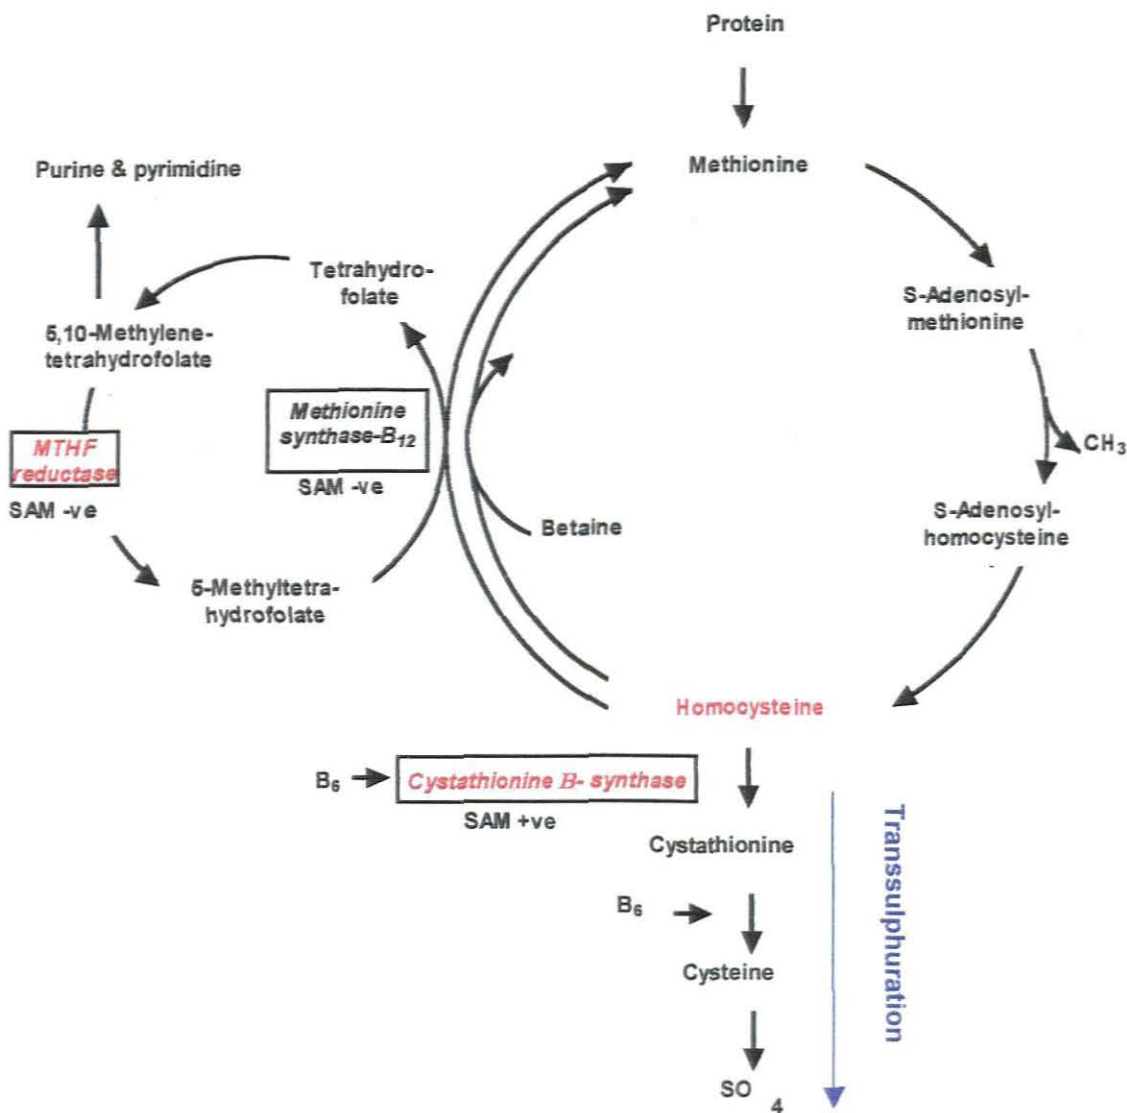 Protein
Methionine
Purine & pyrimidine
Tetrahydro-
folate
S-Adenosyl-
methionine
5,10-Methylene-
tetrahydrofolate
Methionine
synthase-B12
SAM -ve
MTHF
reductase
SAM -ve
CH3
S-Adenosyl-
homocysteine
Betaine
5-Methyltetra-
hydrofolate
Homocysteine
B6
Cystathionine B- synthase
SAM +ve
Cystathionine
B6
Cysteine
SO
4
Transsulphuration